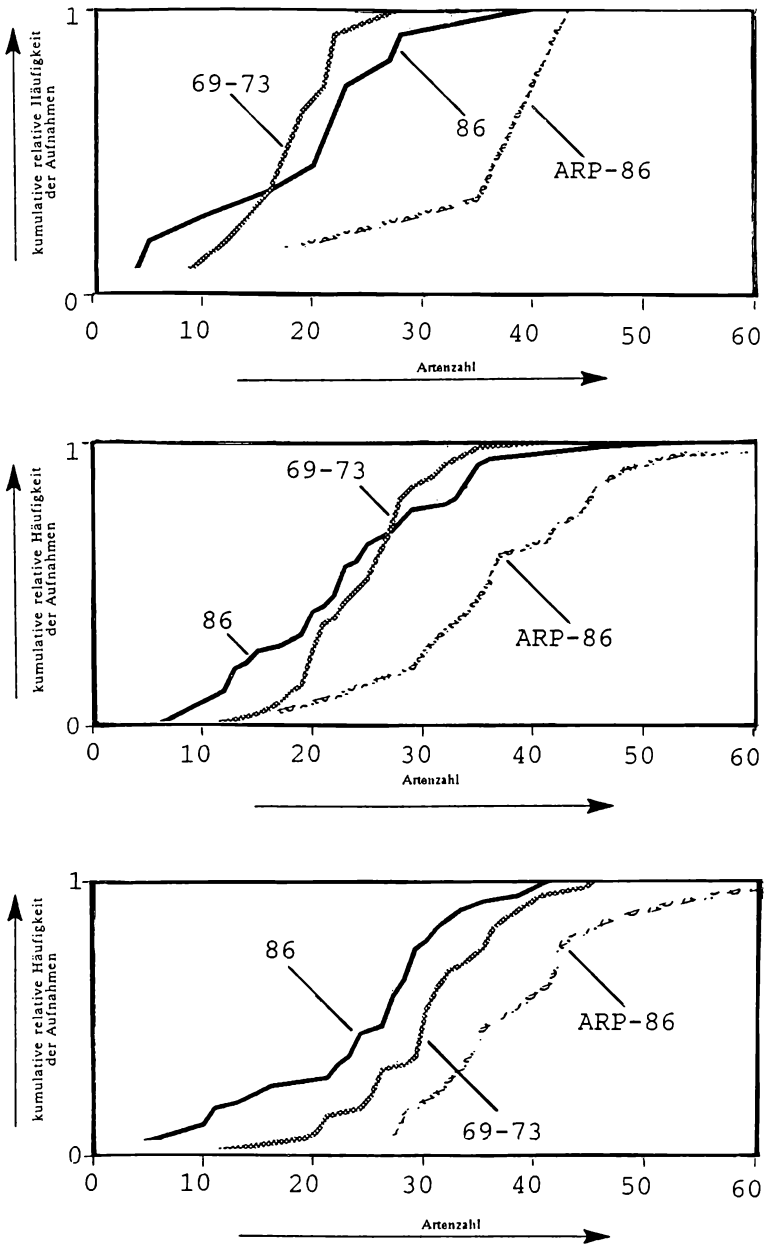 1
69-73
86
ARP-86
kumulative relative Häufigkeit
der Aufnahmen
0
0 10 20 30 40 50 60
Artenzahl
1
69-73
86
ARP-86
kumulative relative Häufigkeit
der Aufnahmen
0
0 10 20 30 40 50 60
Artenzahl
1
86
ARP-86
69-73
kumulative relative Häufigkeit
der Aufnahmen
0
0 10 20 30 40 50 60
Artenzahl